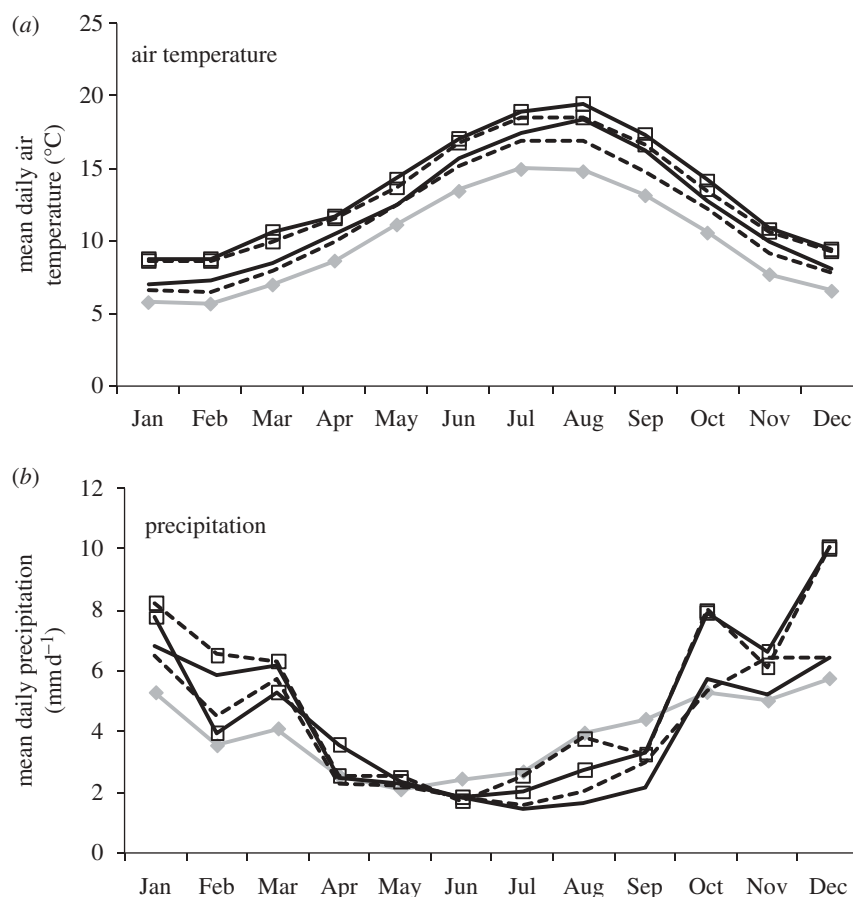 (a)
air temperature
mean daily air
temperature (°C)
25
20
15
10
5
0
Jan Feb Mar Apr May Jun Jul Aug Sep Oct Nov Dec
(b)
precipitation
mean daily precipitation
(mm d⁻¹)
12
10
8
6
4
2
0
Jan Feb Mar Apr May Jun Jul Aug Sep Oct Nov Dec